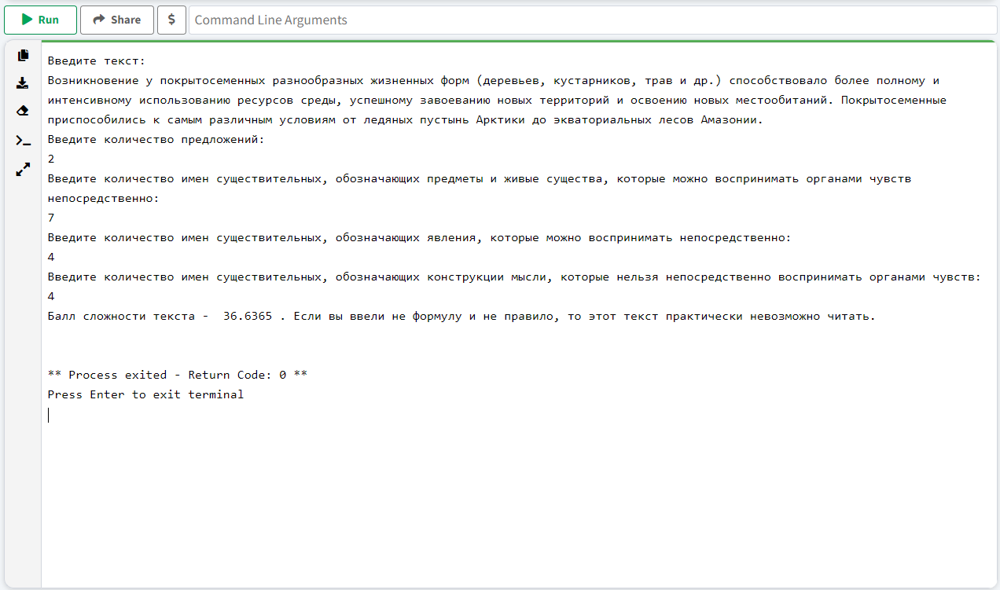 Run Share $ Command Line Arguments
Введите текст:
Возникновение у покрытосеменных разнообразных жизненных форм (деревьев, кустарников, трав и др.) способствовало более полному и
интенсивному использованию ресурсов среды, успешному завоеванию новых территорий и освоению новых местообитаний. Покрытосеменные
приспособились к самым различным условиям от ледяных пустынь Арктики до экваториальных лесов Амазонии.
Введите количество предложений:
2
Введите количество имен существительных, обозначающих предметы и живые существа, которые можно воспринимать органами чувств
непосредственно:
7
Введите количество имен существительных, обозначающих явления, которые можно воспринимать непосредственно:
4
Введите количество имен существительных, обозначающих конструкции мысли, которые нельзя непосредственно воспринимать органами чувств:
4
Балл сложности текста -  36.6365 . Если вы ввели не формулу и не правило, то этот текст практически невозможно читать.
** Process exited - Return Code: 0 **
Press Enter to exit terminal